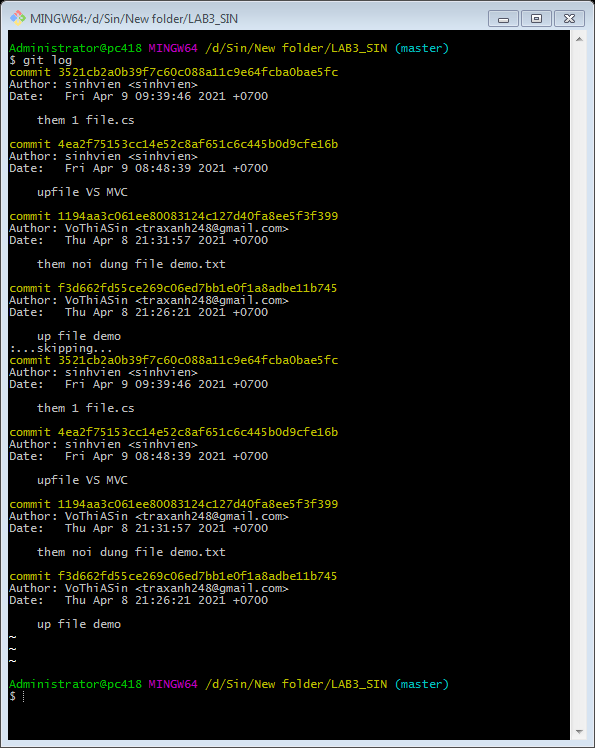 MINGW64:/d/Sin/New folder/LAB3_SIN
Administrator@pc418 MINGW64 /d/Sin/New folder/LAB3_SIN (master)
$ git log
commit 3521cb2a0b39f7c60c088a11c9e64fcba0bae5fc
Author: sinhvien <sinhvien>
Date:   Fri Apr 9 09:39:46 2021 +0700
them 1 file.cs
commit 4ea2f75153cc14e52c8af651c6c445b0d9cfe16b
Author: sinhvien <sinhvien>
Date:   Fri Apr 9 08:48:39 2021 +0700
upfile VS MVC
commit 1194aa3c061ee80083124c127d40fa8ee5f3f399
Author: VoThiASin <traxanh248@gmail.com>
Date:   Thu Apr 8 21:31:57 2021 +0700
them noi dung file demo.txt
commit f3d662fd55ce269c06ed7bb1e0f1a8adbe11b745
Author: VoThiASin <traxanh248@gmail.com>
Date:   Thu Apr 8 21:26:21 2021 +0700
up file demo
:...skipping...
commit 3521cb2a0b39f7c60c088a11c9e64fcba0bae5fc
Author: sinhvien <sinhvien>
Date:   Fri Apr 9 09:39:46 2021 +0700
them 1 file.cs
commit 4ea2f75153cc14e52c8af651c6c445b0d9cfe16b
Author: sinhvien <sinhvien>
Date:   Fri Apr 9 08:48:39 2021 +0700
upfile VS MVC
commit 1194aa3c061ee80083124c127d40fa8ee5f3f399
Author: VoThiASin <traxanh248@gmail.com>
Date:   Thu Apr 8 21:31:57 2021 +0700
them noi dung file demo.txt
commit f3d662fd55ce269c06ed7bb1e0f1a8adbe11b745
Author: VoThiASin <traxanh248@gmail.com>
Date:   Thu Apr 8 21:26:21 2021 +0700
up file demo
~
~
~
Administrator@pc418 MINGW64 /d/Sin/New folder/LAB3_SIN (master)
$